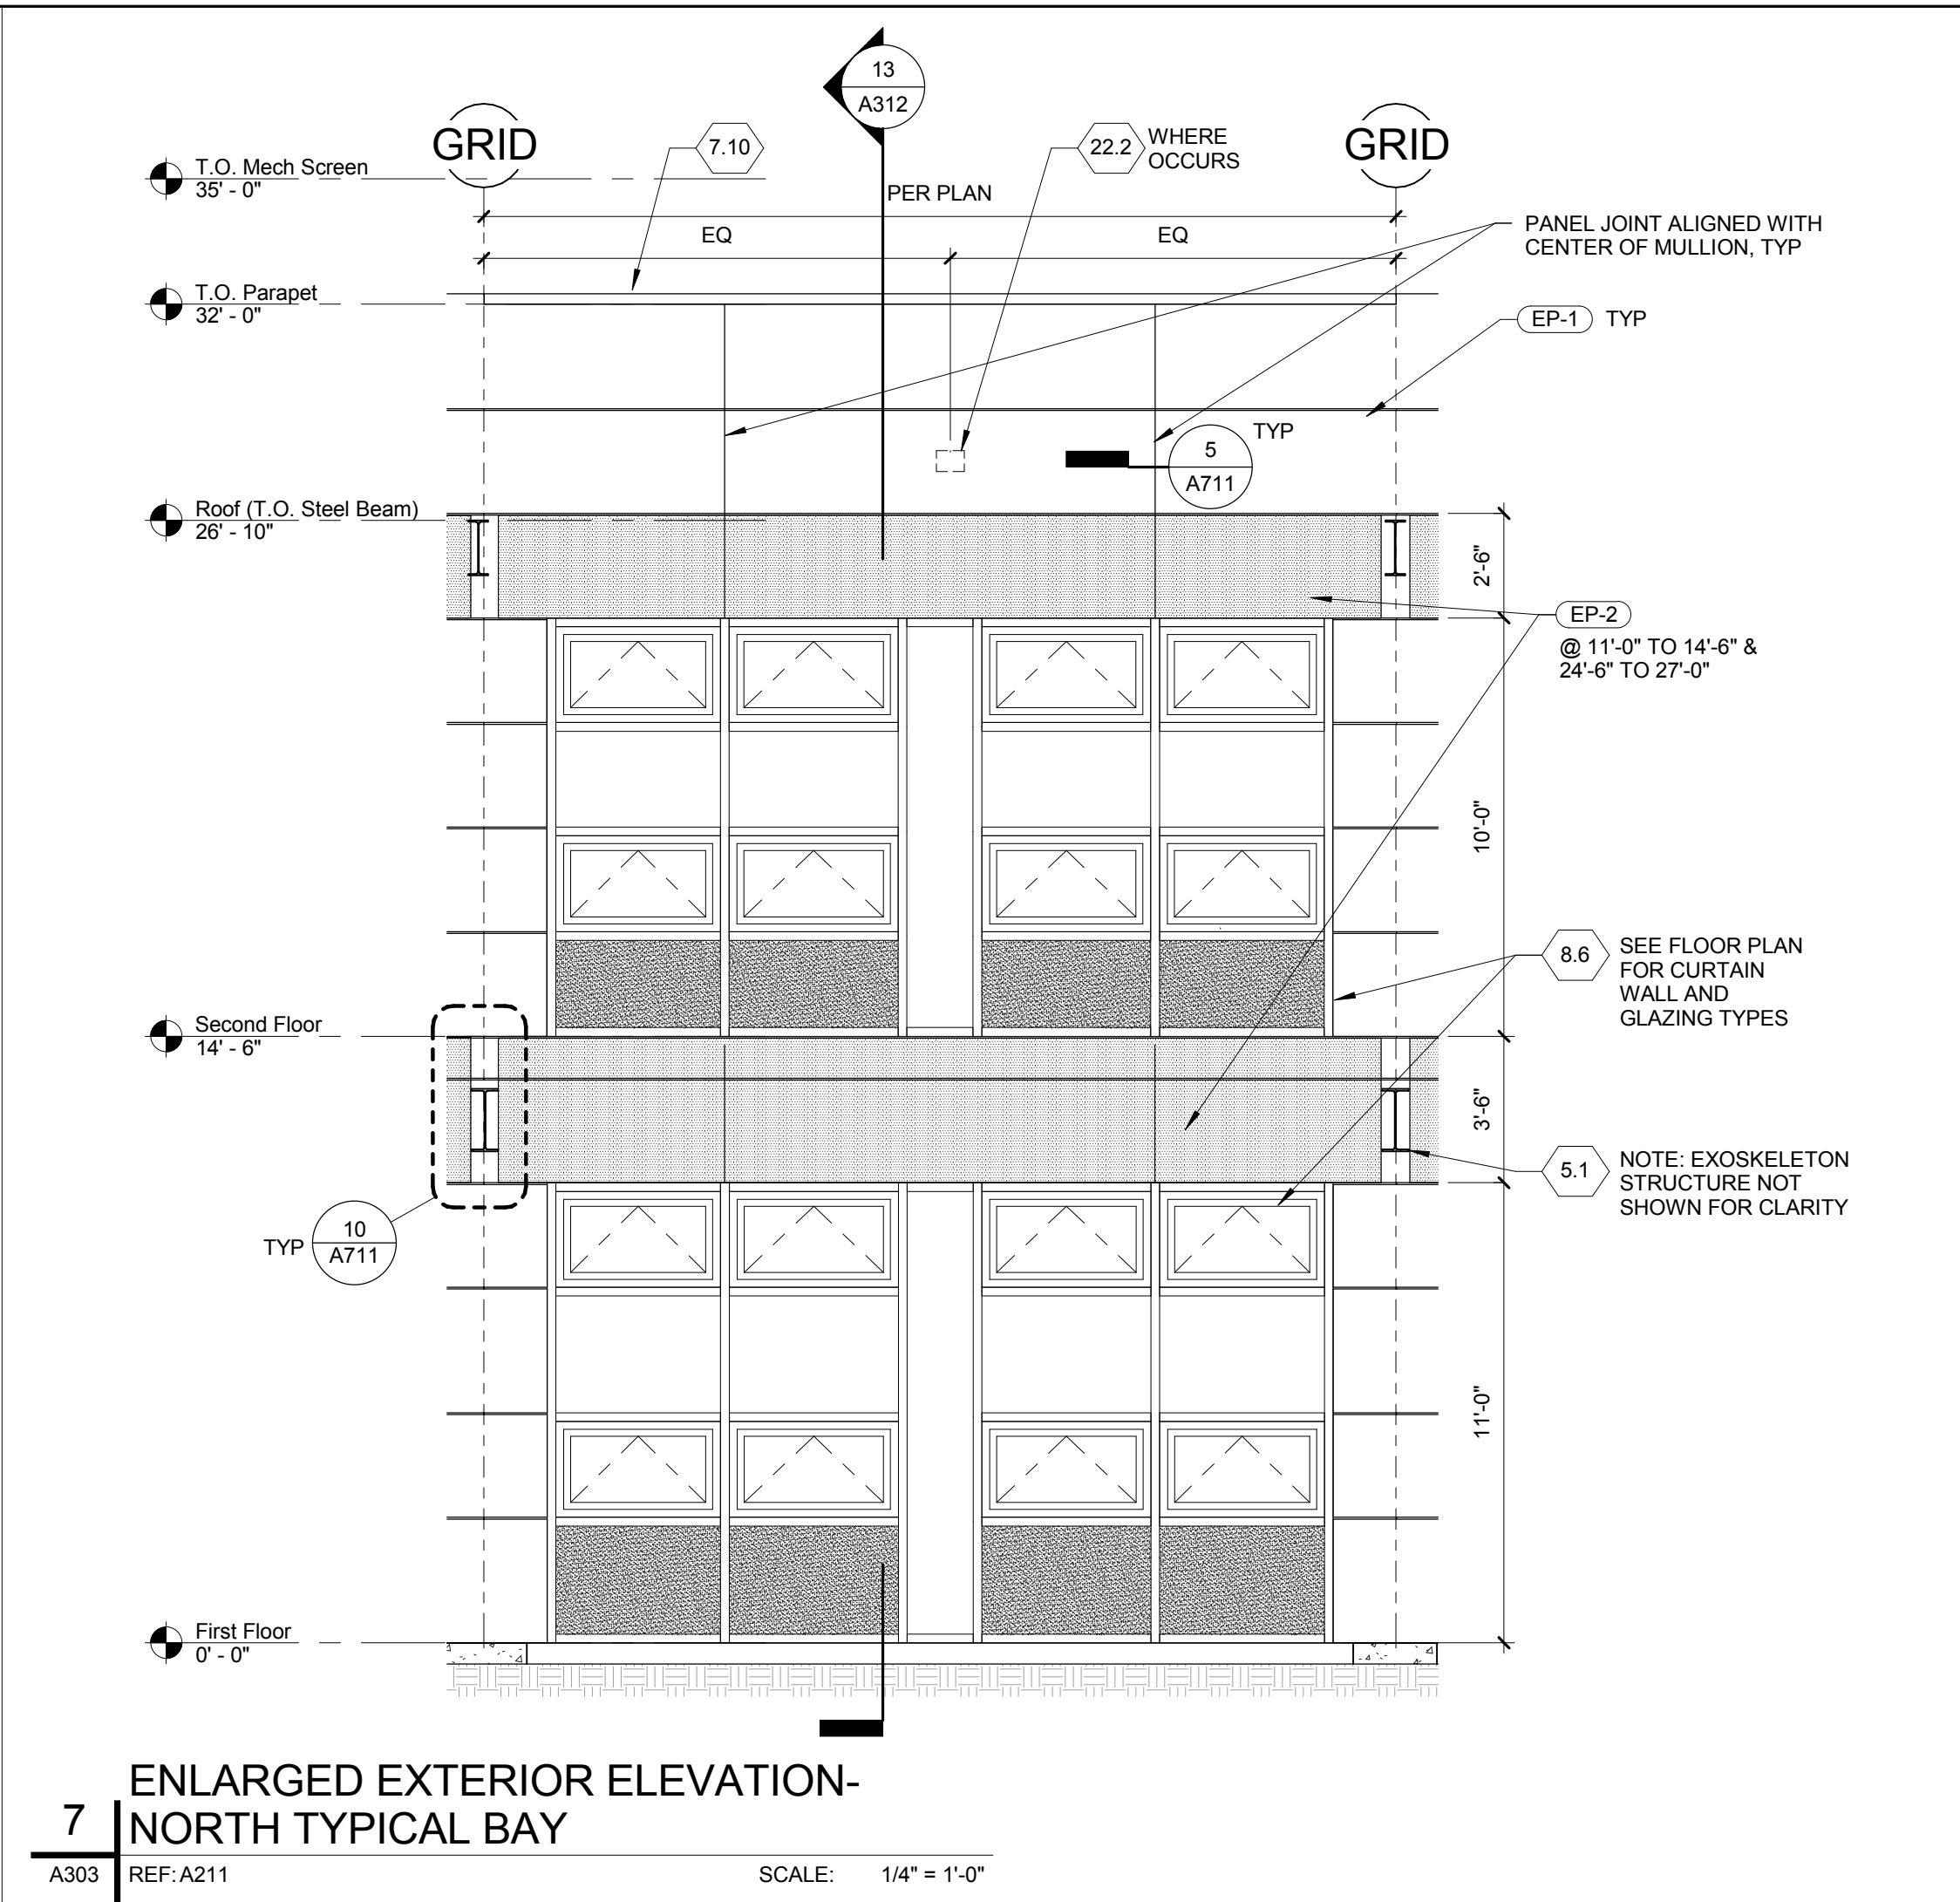 13
A312
GRID
GRID
7.10
22.2
WHERE
OCCURS
T.O. Mech Screen
35' - 0"
PER PLAN
EQ
EQ
PANEL JOINT ALIGNED WITH
CENTER OF MULLION, TYP
T.O. Parapet
32' - 0"
EP-1
TYP
TYP
5
A711
Roof (T.O. Steel Beam)
26' - 10"
2'-6"
EP-2
@ 11'-0" TO 14'-6" &
24'-6" TO 27'-0"
10'-0"
8.6
SEE FLOOR PLAN
FOR CURTAIN
WALL AND
GLAZING TYPES
Second Floor
14' - 6"
3'-6"
5.1
NOTE: EXOSKELETON
STRUCTURE NOT
SHOWN FOR CLARITY
TYP
10
A711
11'-0"
First Floor
0' - 0"
ENLARGED EXTERIOR ELEVATION-
NORTH TYPICAL BAY
7
A303
REF: A211
SCALE: 1/4" = 1'-0"